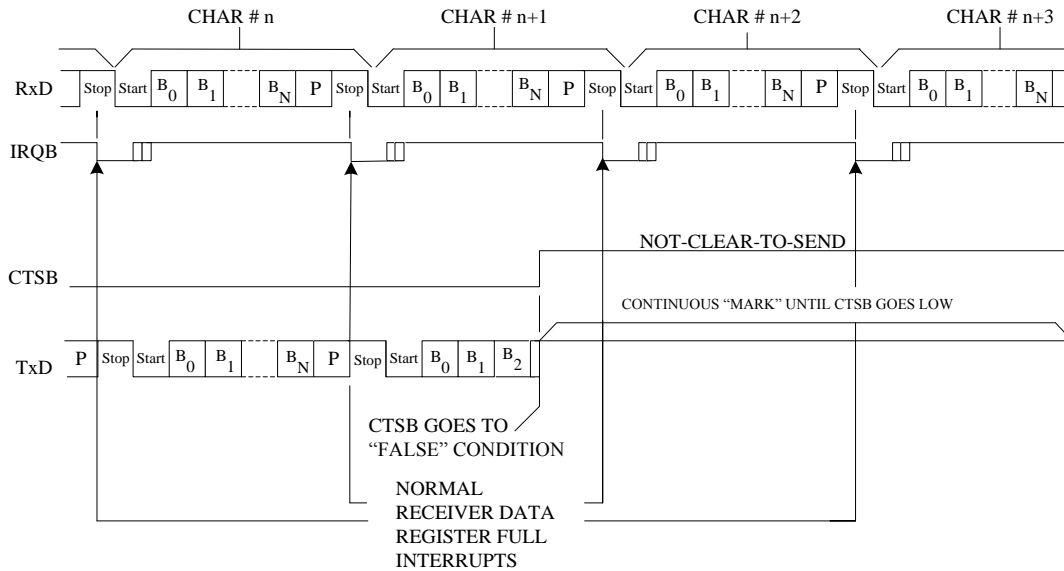 CHAR # n CHAR # n+1 CHAR # n+2 CHAR # n+3
RxD Stop Start B0 B1 BN P Stop Start B0 B1 BN P Stop Start B0 B1 BN P Stop Start B0 B1 BN
IRQB
NOT-CLEAR-TO-SEND
CTSB
CONTINUOUS “MARK” UNTIL CTSB GOES LOW
TxD P Stop Start B0 B1 BN P Stop Start B0 B1 B2
CTSB GOES TO
“FALSE” CONDITION
NORMAL
RECEIVER DATA
REGISTER FULL
INTERRUPTS